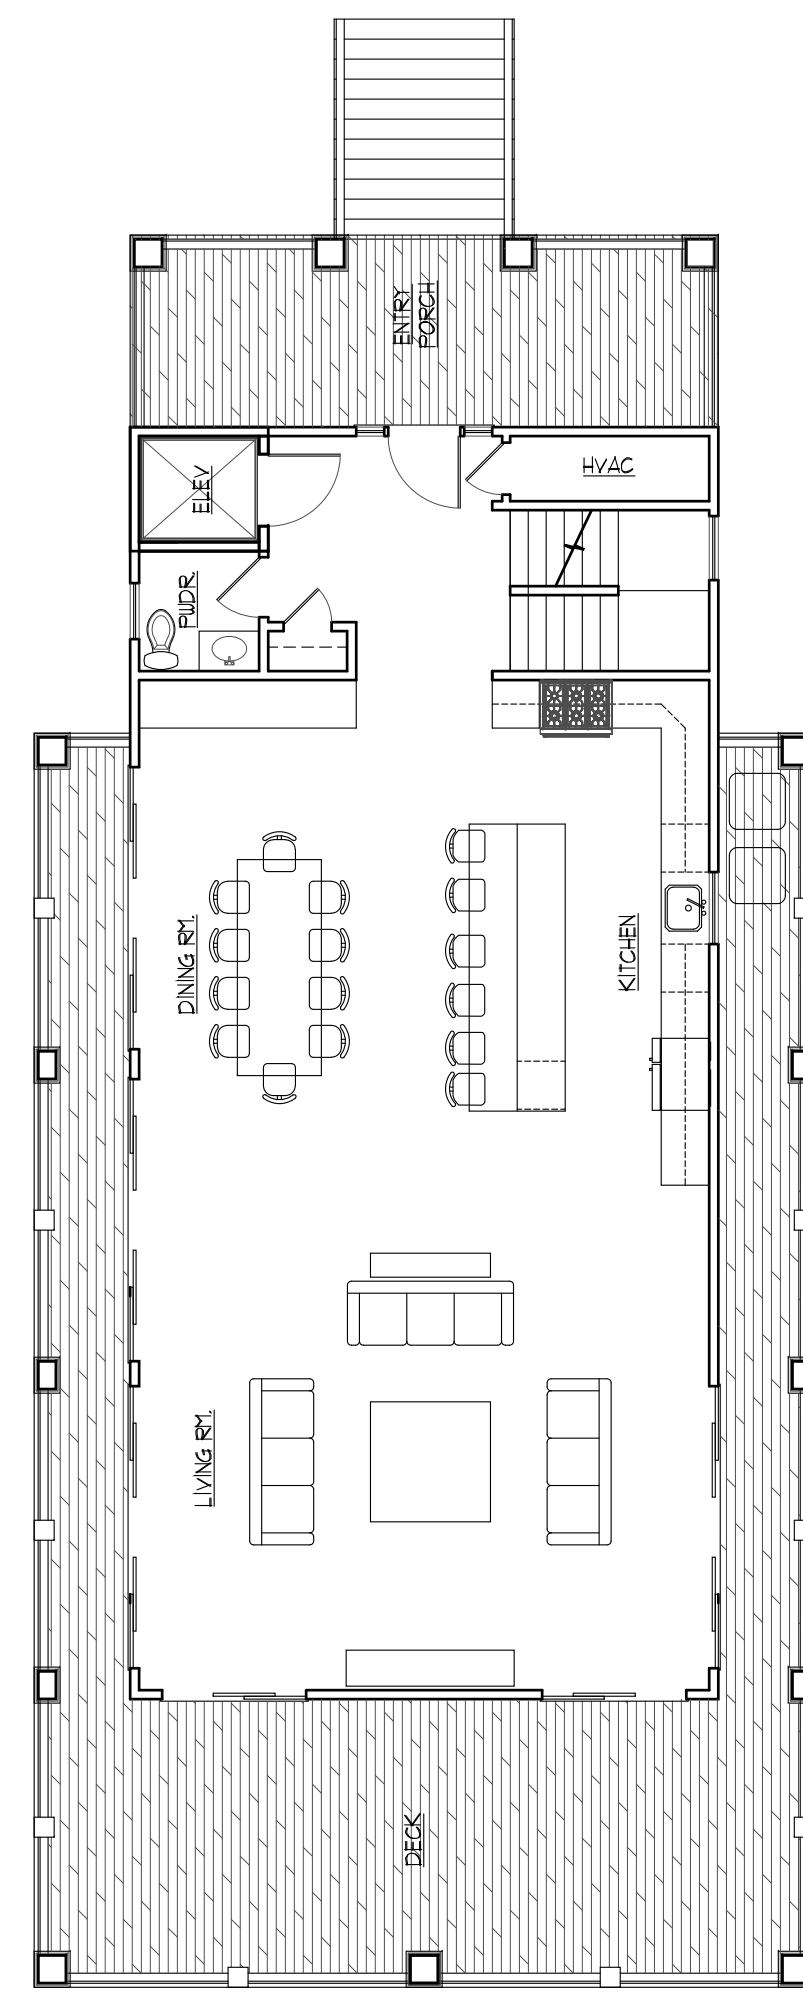 ENTRY
PORCH
HVAC
ELEV
PWDR.
DINING RM.
KITCHEN
LIVING RM.
DECK